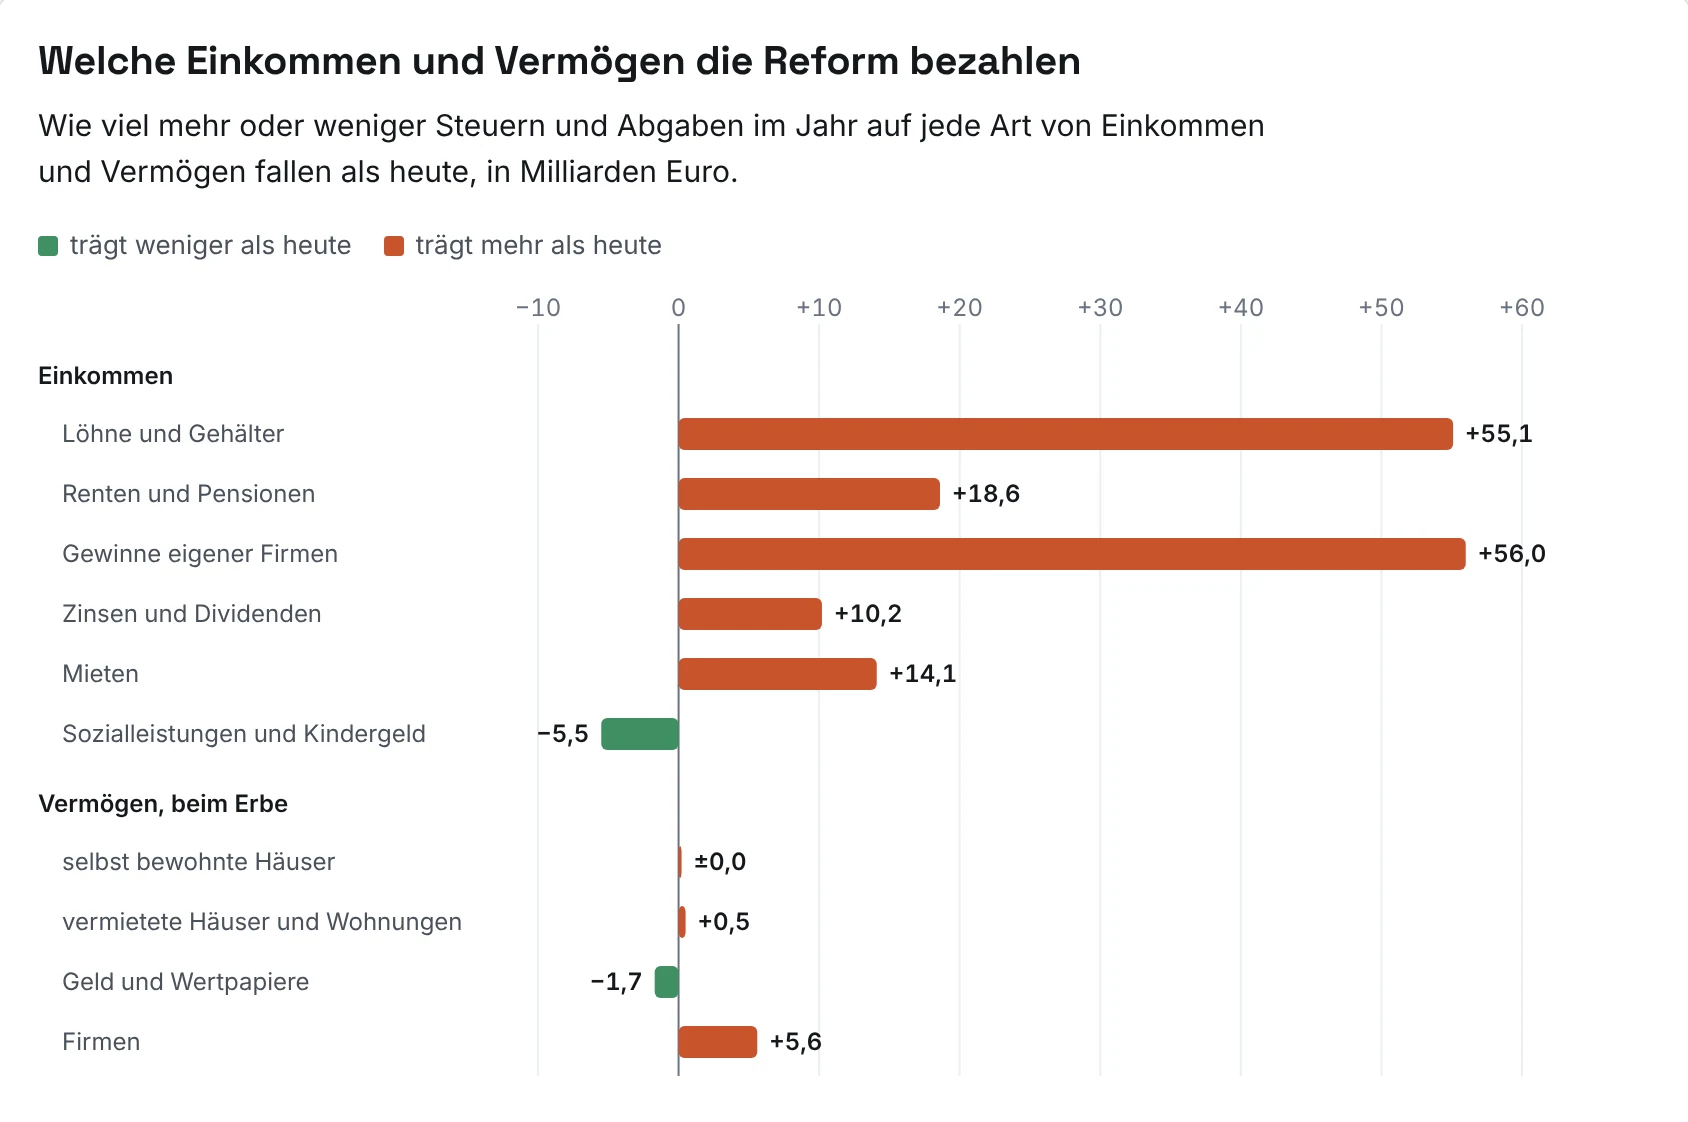 Welche Einkommen und Vermögen die Reform bezahlen
Wie viel mehr oder weniger Steuern und Abgaben im Jahr auf jede Art von Einkommen
und Vermögen fallen als heute, in Milliarden Euro.
trägt weniger als heute trägt mehr als heute
−10 0 +10 +20 +30 +40 +50 +60
Einkommen
Löhne und Gehälter +55,1
Renten und Pensionen +18,6
Gewinne eigener Firmen +56,0
Zinsen und Dividenden +10,2
Mieten +14,1
Sozialleistungen und Kindergeld −5,5
Vermögen, beim Erbe
selbst bewohnte Häuser ±0,0
vermietete Häuser und Wohnungen +0,5
Geld und Wertpapiere −1,7
Firmen +5,6